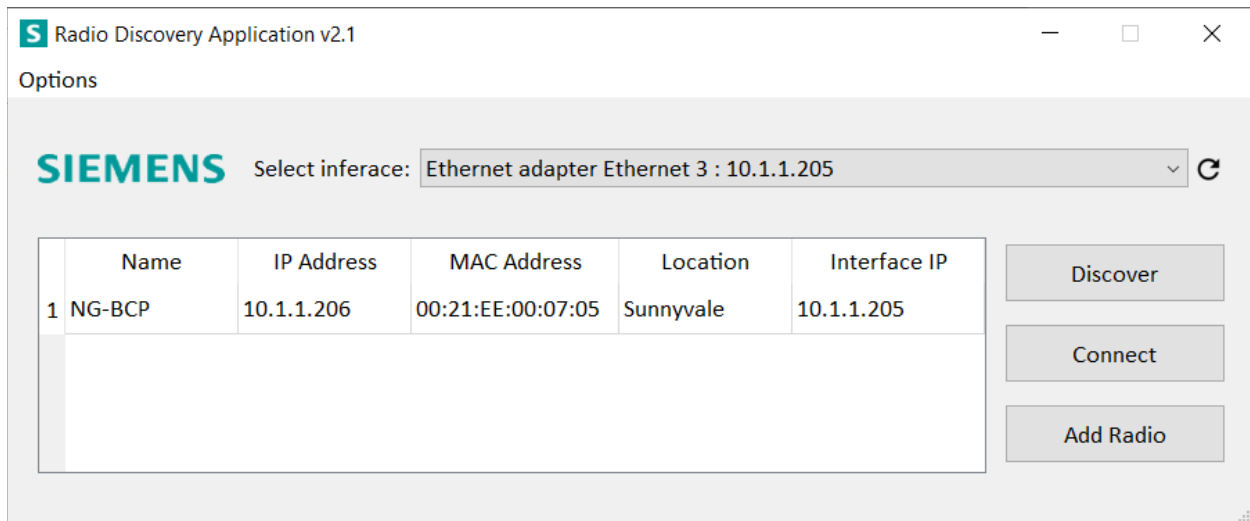 S Radio Discovery Application v2.1
Options
SIEMENS Select inferace: Ethernet adapter Ethernet 3 : 10.1.1.205
Name IP Address MAC Address Location Interface IP
1 NG-BCP 10.1.1.206 00:21:EE:00:07:05 Sunnyvale 10.1.1.205
Discover
Connect
Add Radio